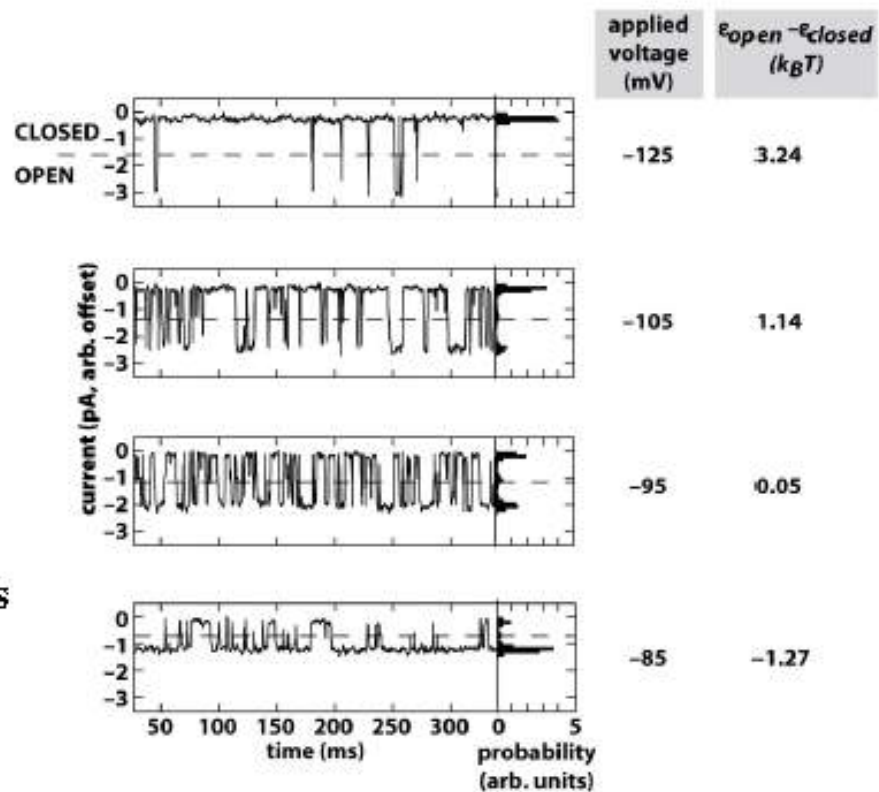 applied
voltage
(mV)
εopen −εclosed
(kBT)
CLOSED
OPEN
0
−1
−2
−3
−125
3.24
current (pA, arb. offset)
0
−1
−2
−3
−105
1.14
0
−1
−2
−3
−95
0.05
s
0
−1
−2
−3
−85
−1.27
50 100 150 200 250 300 0 5
time (ms)
probability
(arb. units)